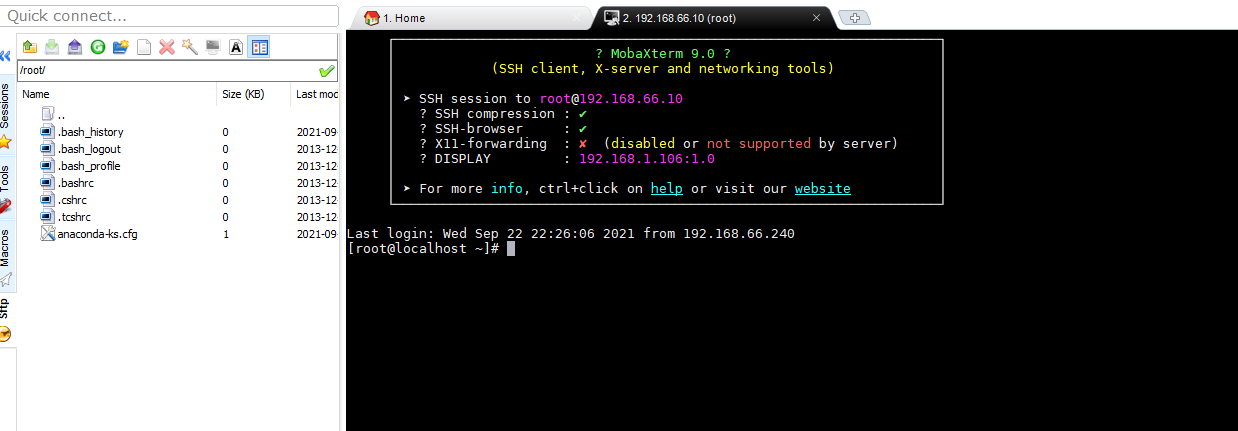 Quick connect...
1. Home
2. 192.168.66.10 (root)
Sessions
Tools
Macros
Sftp
/root/
Name Size (KB) Last mod
..
.bash_history 0 2021-09-
.bash_logout 0 2013-12-
.bash_profile 0 2013-12-
.bashrc 0 2013-12-
.cshrc 0 2013-12-
.tcshrc 0 2013-12-
anaconda-ks.cfg 1 2021-09-
? MobaXterm 9.0 ?
(SSH client, X-server and networking tools)
➤ SSH session to root@192.168.66.10
? SSH compression : ✔
? SSH-browser : ✔
? X11-forwarding : ✘ (disabled or not supported by server)
? DISPLAY : 192.168.1.106:1.0
➤ For more info, ctrl+click on help or visit our website
Last login: Wed Sep 22 22:26:06 2021 from 192.168.66.240
[root@localhost ~]#